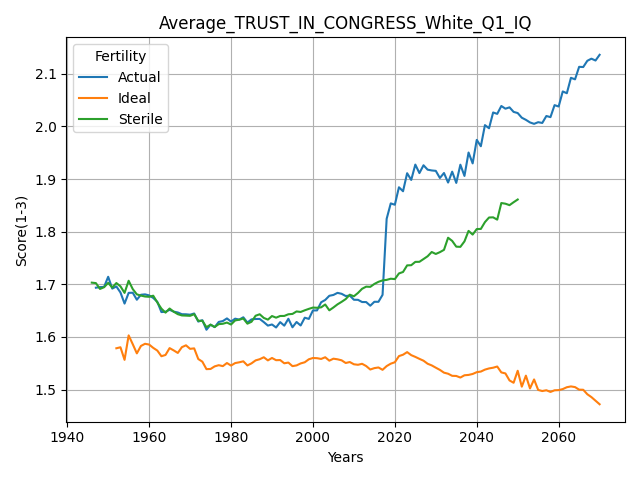 Average_TRUST_IN_CONGRESS_White_Q1_IQ
Fertility
Actual
Ideal
Sterile
Score(1-3)
2.1
2.0
1.9
1.8
1.7
1.6
1.5
1940 1960 1980 2000 2020 2040 2060
Years